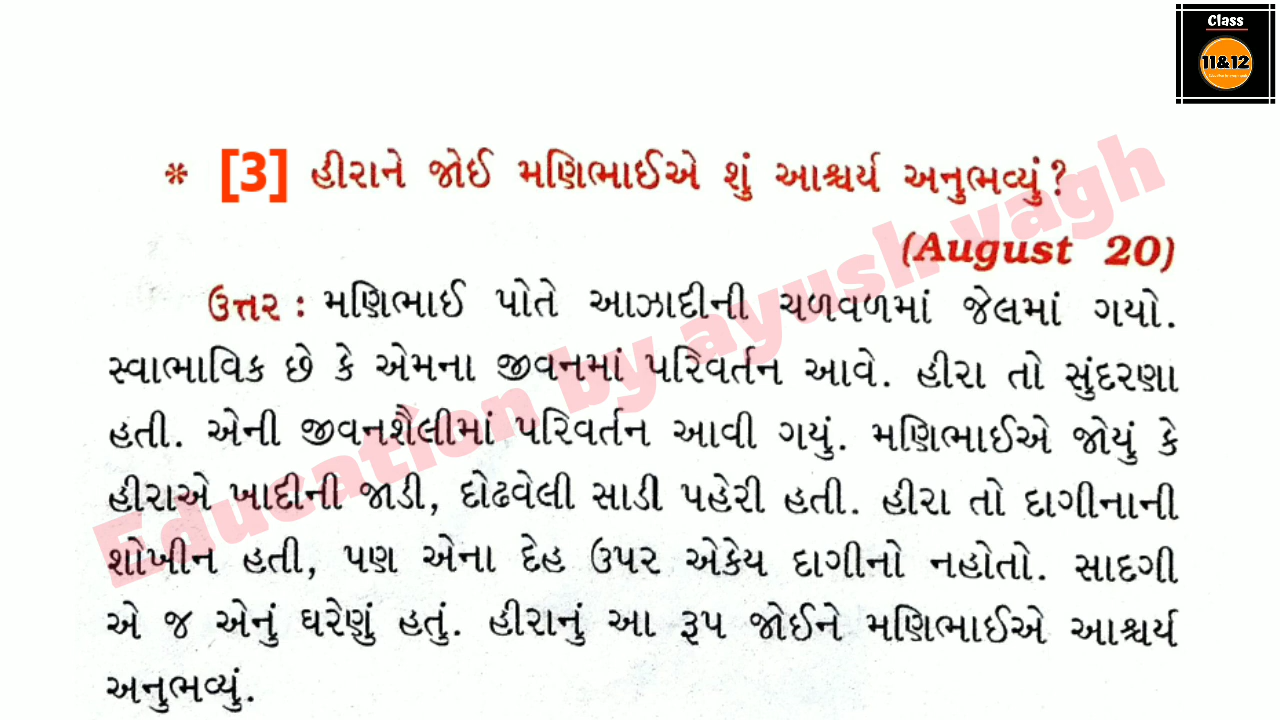 Class
11&12
* [3] હીરાને જોઈ મણિભાઈએ શું આશ્ચર્ય અનુભવ્યું?
(August 20)
ઉત્તર : મણિભાઈ પોતે આઝાદીની ચળવળમાં જેલમાં ગયો.
સ્વાભાવિક છે કે એમના જીવનમાં પરિવર્તન આવે. હીરા તો સુંદરણા
હતી. એની જીવનશૈલીમાં પરિવર્તન આવી ગયું. મણિભાઈએ જોયું કે
હીરાએ ખાદીની જાડી, દોઢવેલી સાડી પહેરી હતી. હીરા તો દાગીનાની
શોખીન હતી, પણ એના દેહ ઉપર એકેય દાગીનો નહોતો. સાદગી
એ જ એનું ઘરેણું હતું. હીરાનું આ રૂપ જોઈને મણિભાઈએ આશ્ચર્ય
અનુભવ્યું.
Education by ayush vagh